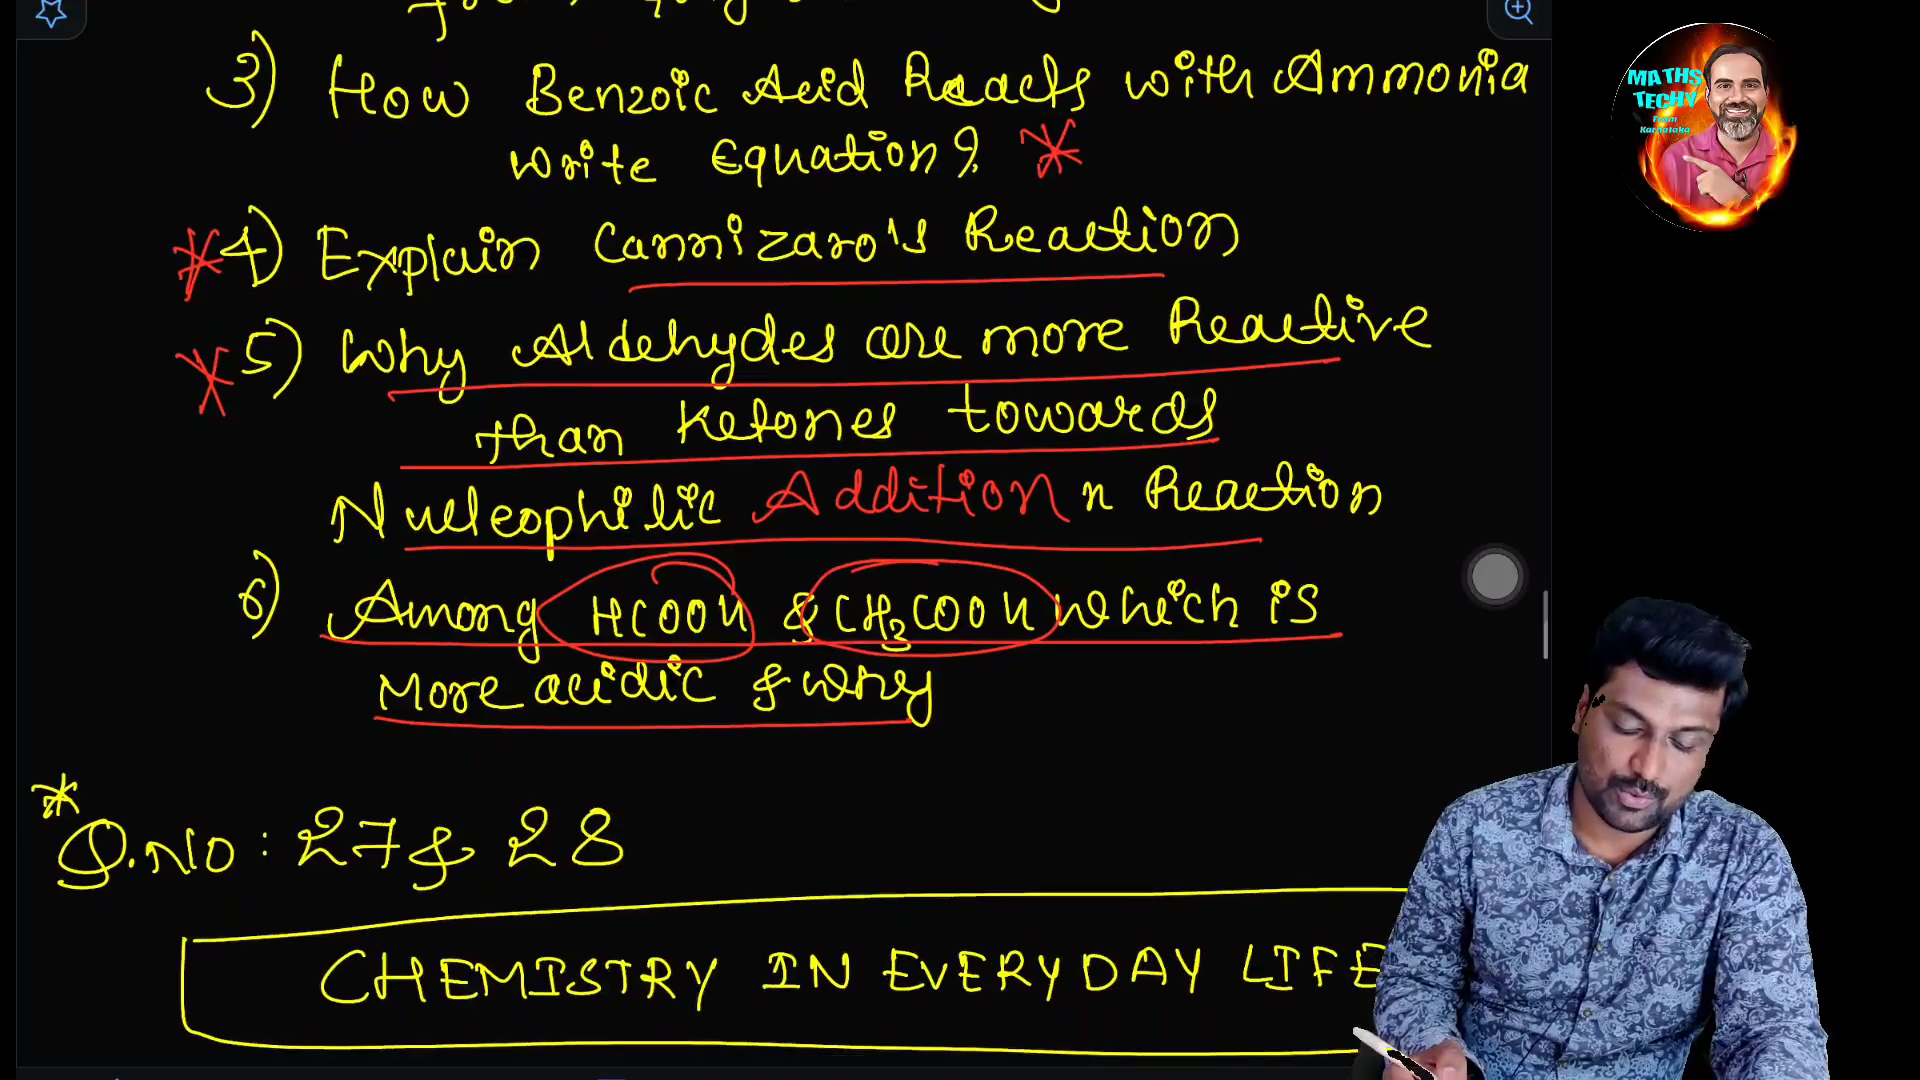 3) How Benzoic Acid Reacts with Ammonia
write Equation?
MATHS
TECHY
From
Karnataka
4) Explain Cannizaro's Reaction
5) Why Aldehydes are more Reactive
than Ketones towards
Nucleophilic Addition n Reaction
6) Among HCOOH & CH3COOH which is
More acidic & why
* Q.NO : 27 & 28
CHEMISTRY IN EVERYDAY LIFE